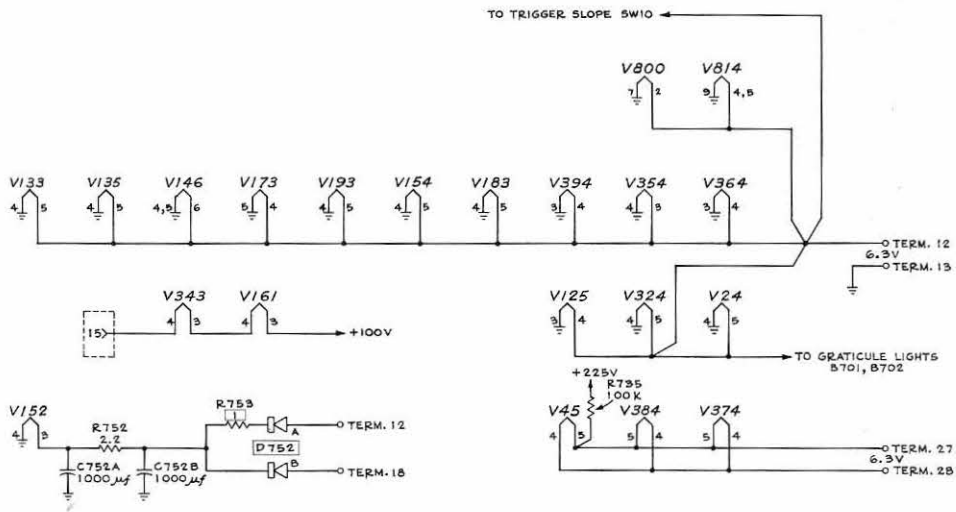 TO TRIGGER SLOPE SW10
V800 V814
7 2 9 4,5
V133 V135 V146 V173 V193 V154 V183 V394 V354 V364
4 5 4 5 4,5 6 5 4 4 5 4 5 4 5 3 4 4 3 3 4
TERM. 12
6.3V
TERM. 13
V343 V161
4 3 4 3
15 +100V
V125 V324 V24
3 4 4 5 4 5
TO GRATICULE LIGHTS
B701, B702
V152
4 3
R752
2.2
R753
1
A
TERM. 12
D752
B
TERM. 18
C752A
1000 µf
C752B
1000 µf
+225V
R735
100K
V45 V384 V374
4 5 5 4 5 4
TERM. 27
6.3V
TERM. 28